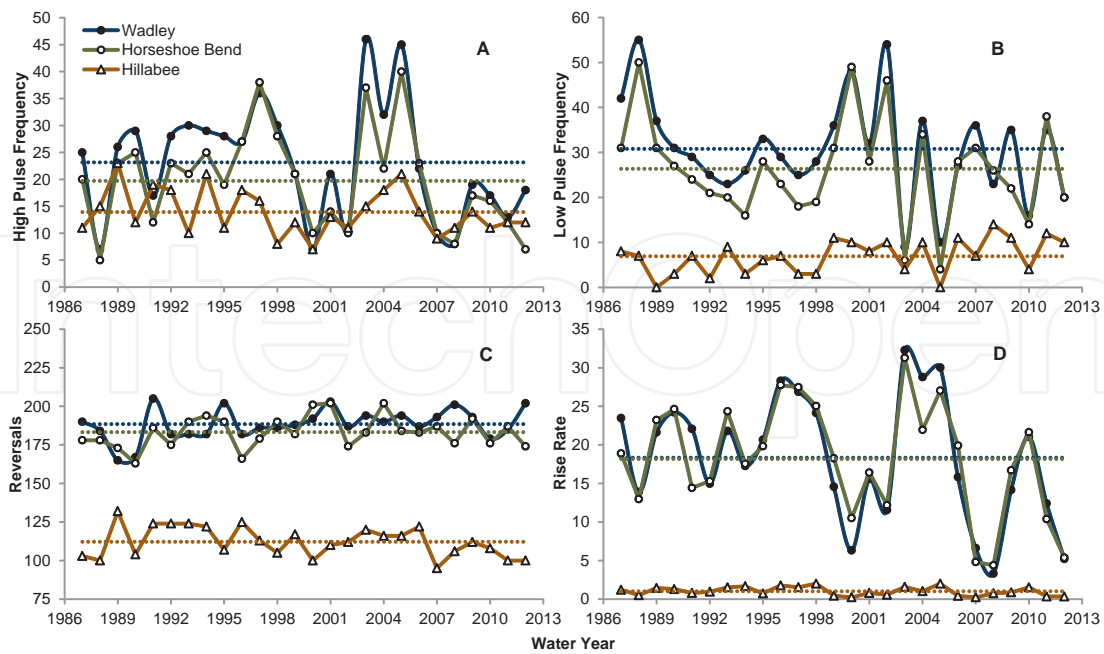 Wadley
Horseshoe Bend
Hillabee
A
High Pulse Frequency
50
45
40
35
30
25
20
15
10
5
0
1986 1989 1992 1995 1998 2001 2004 2007 2010 2013
B
Low Pulse Frequency
60
50
40
30
20
10
0
1986 1989 1992 1995 1998 2001 2004 2007 2010 2013
C
Reversals
250
225
200
175
150
125
100
75
1986 1989 1992 1995 1998 2001 2004 2007 2010 2013
D
Rise Rate
35
30
25
20
15
10
5
0
1986 1989 1992 1995 1998 2001 2004 2007 2010 2013
Water Year
IntechOpen